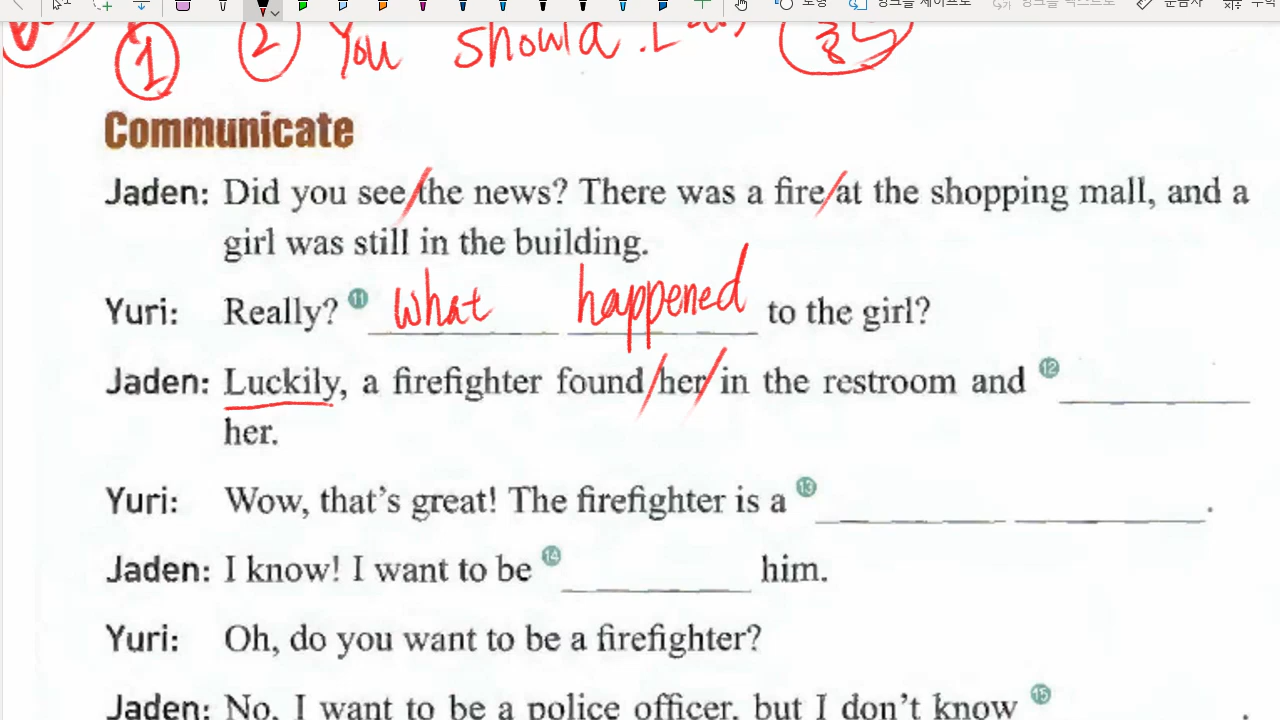 ① ② You should
Communicate
Jaden: Did you see/the news? There was a fire/at the shopping mall, and a
girl was still in the building.
Yuri: Really? ⑪ what happened to the girl?
Jaden: Luckily, a firefighter found/her/in the restroom and ⑫
her.
Yuri: Wow, that's great! The firefighter is a ⑬ .
Jaden: I know! I want to be ⑭ him.
Yuri: Oh, do you want to be a firefighter?
Jaden: No, I want to be a police officer, but I don't know ⑮ .